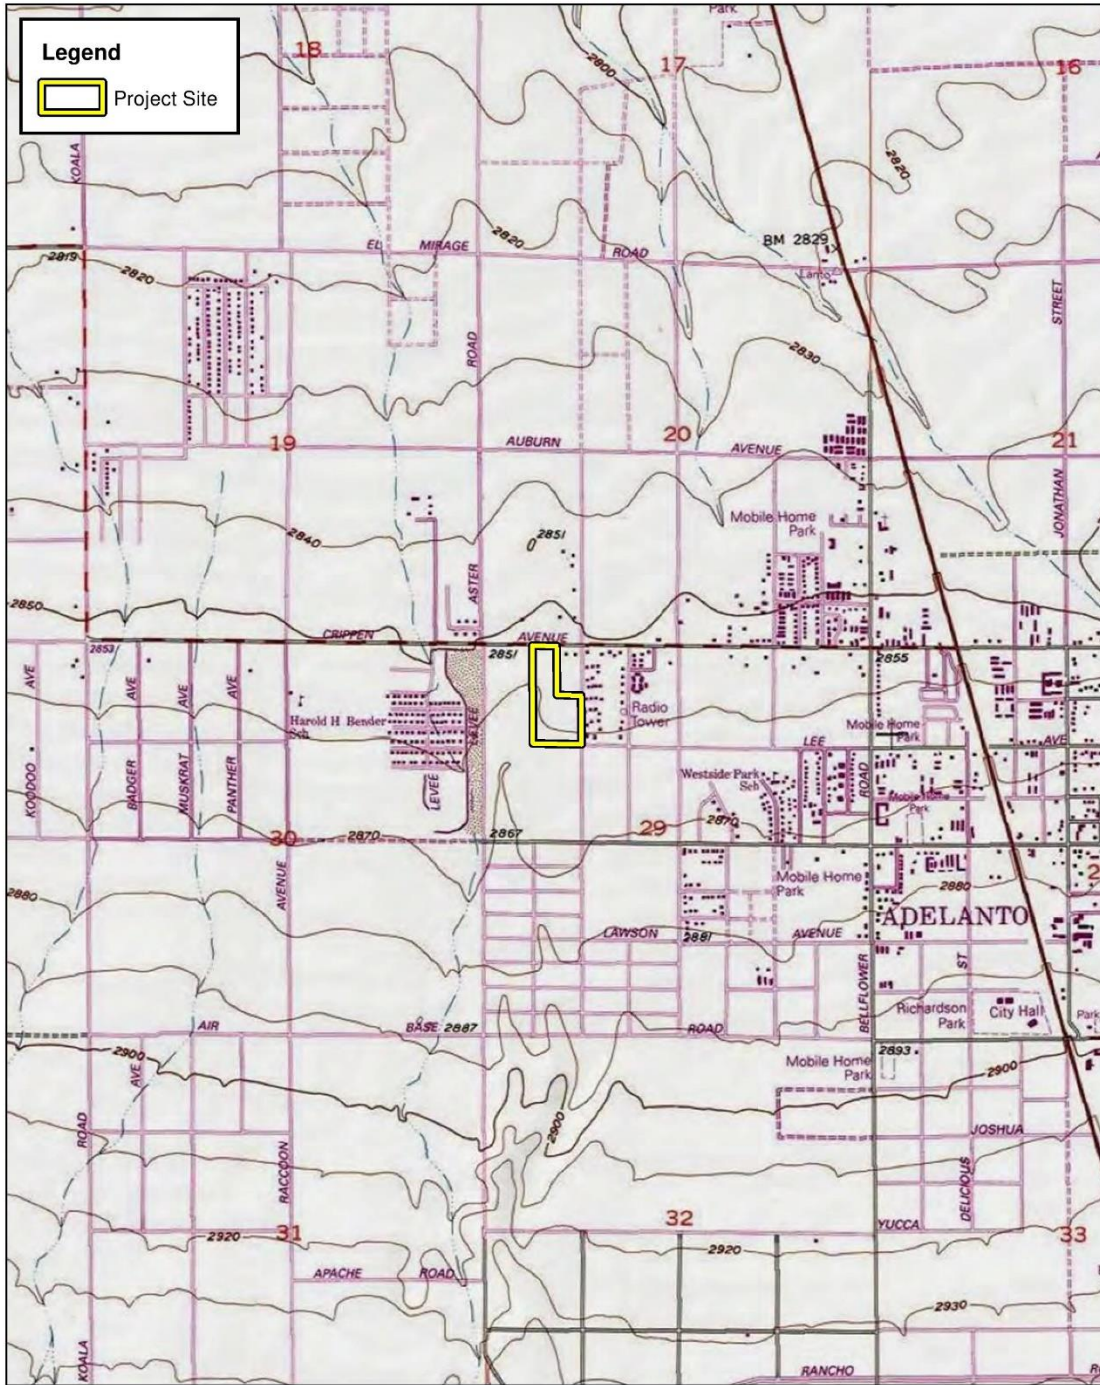 Park
Legend
Project Site
18
2800
17
16
KOALA
2820
EL MIRAGE ROAD
2820
BM 2829
Lanto
2819
2820
STREET
ROAD
2830
19
AUBURN AVENUE
20
21
JONATHAN
Mobile Home
Park
2840
2851
ASTER
2850
CRIPPEN AVENUE
2853
2851
2855
AVE
AVE
AVE
AVE
Harold H Bender
Sch
LEVEE
Radio
Tower
Mobile Home
Park
LEE AVE
KOODOO
BADGER
MUSKRAT
PANTHER
LEVEE
Westside Park
Sch
ROAD
Mobile Home
Park
30
2870
2867
29
2870
AVENUE
Mobile Home
Park
2880
2880
ADELANTO
LAWSON AVENUE
2881
ST
BELLFLOWER
Richardson
Park
City Hall
Park
AIR BASE ROAD
2887
2893
2900
AVE
Mobile Home
Park
2900
2900
ROAD
JOSHUA
RACCOON
DELICIOUS
31
32
YUCCA
33
2920
2920
APACHE ROAD
2930
KOALA
RANCHO